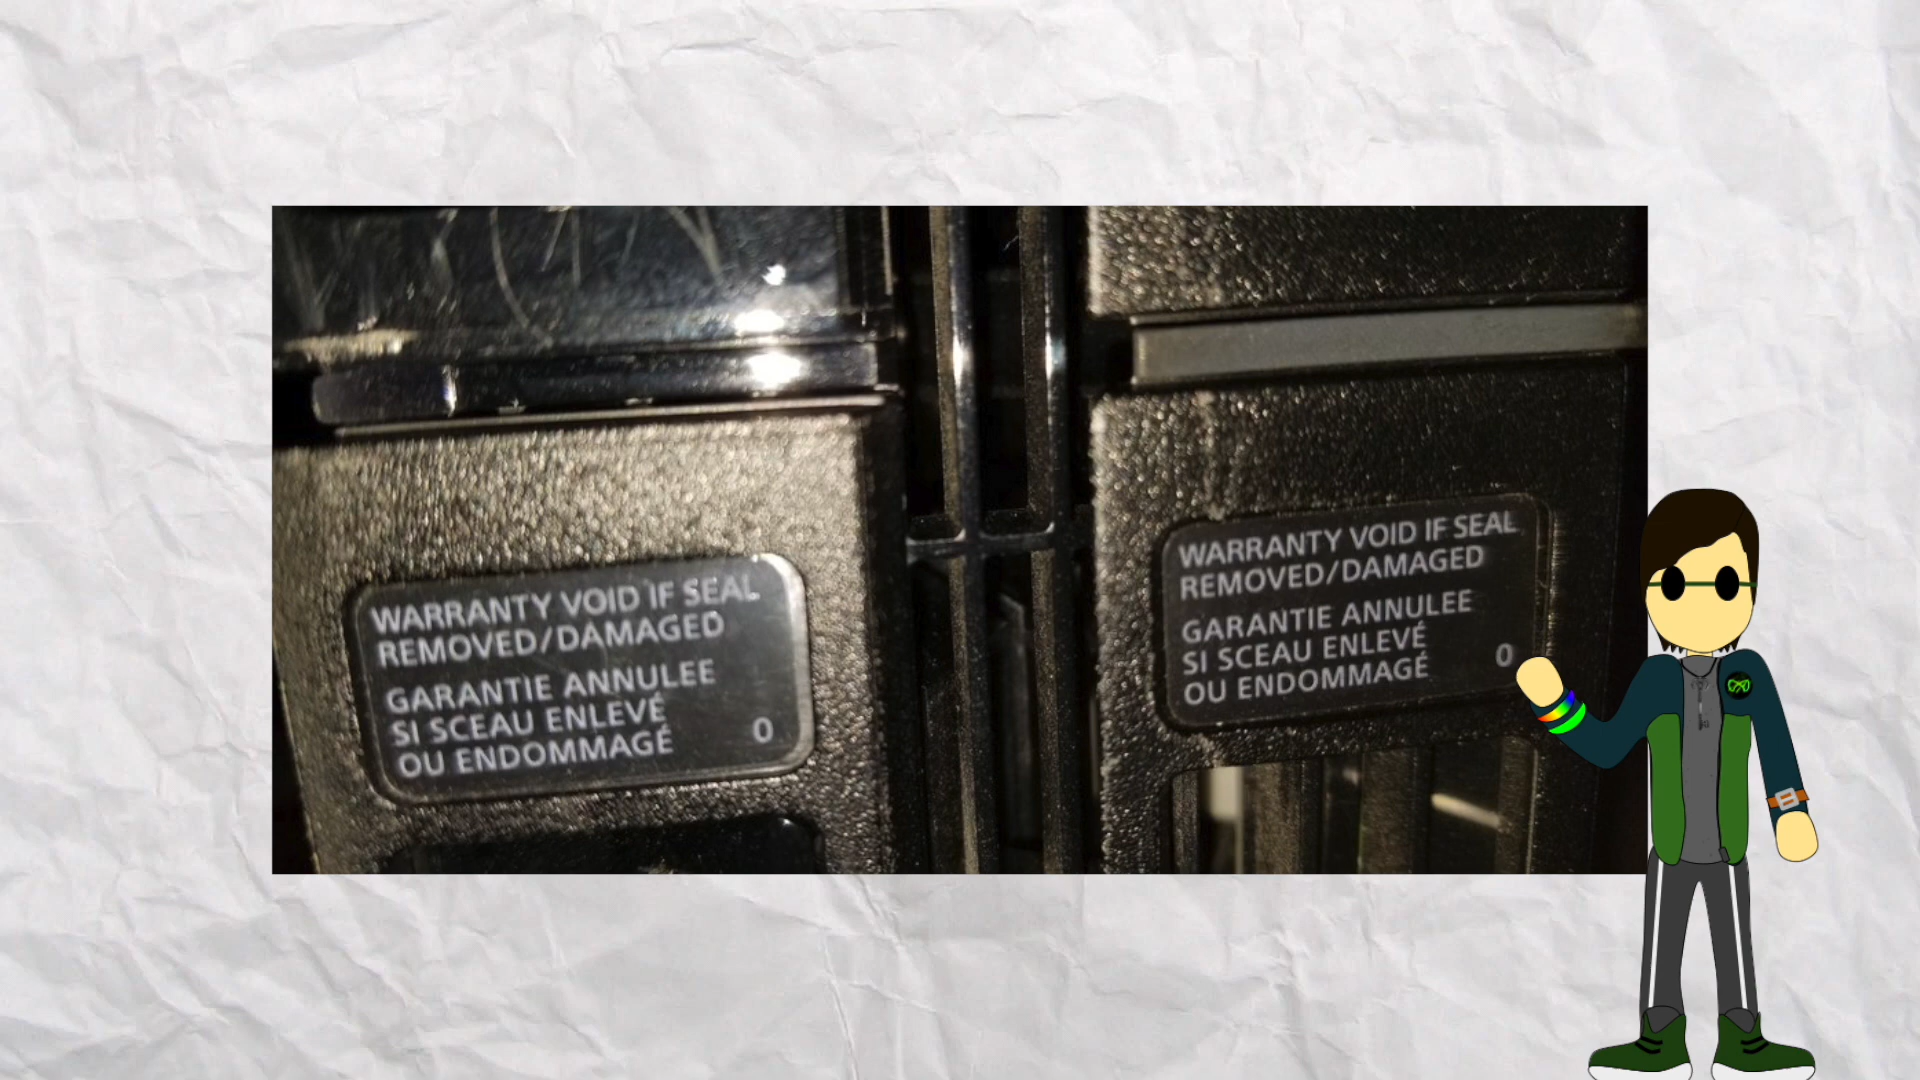 WARRANTY VOID IF SEAL
REMOVED/DAMAGED
GARANTIE ANNULEE
SI SCEAU ENLEVÉ
OU ENDOMMAGÉ 0
WARRANTY VOID IF SEAL
REMOVED/DAMAGED
GARANTIE ANNULEE
SI SCEAU ENLEVÉ
OU ENDOMMAGÉ 0